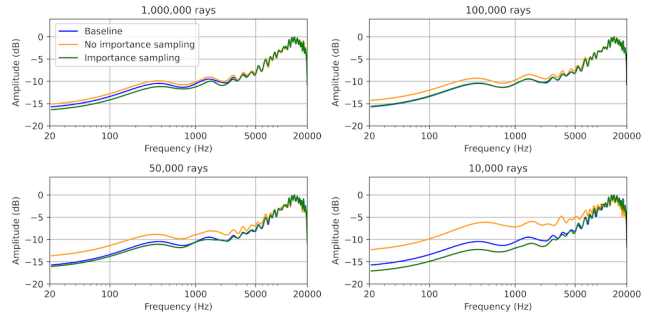 1,000,000 rays
100,000 rays
Amplitude (dB)
0
−5
−10
−15
−20
Baseline
No importance sampling
Importance sampling
20
100
1000
5000
20000
Frequency (Hz)
Amplitude (dB)
0
−5
−10
−15
−20
20
100
1000
5000
20000
Frequency (Hz)
50,000 rays
10,000 rays
Amplitude (dB)
0
−5
−10
−15
−20
20
100
1000
5000
20000
Frequency (Hz)
Amplitude (dB)
0
−5
−10
−15
−20
20
100
1000
5000
20000
Frequency (Hz)